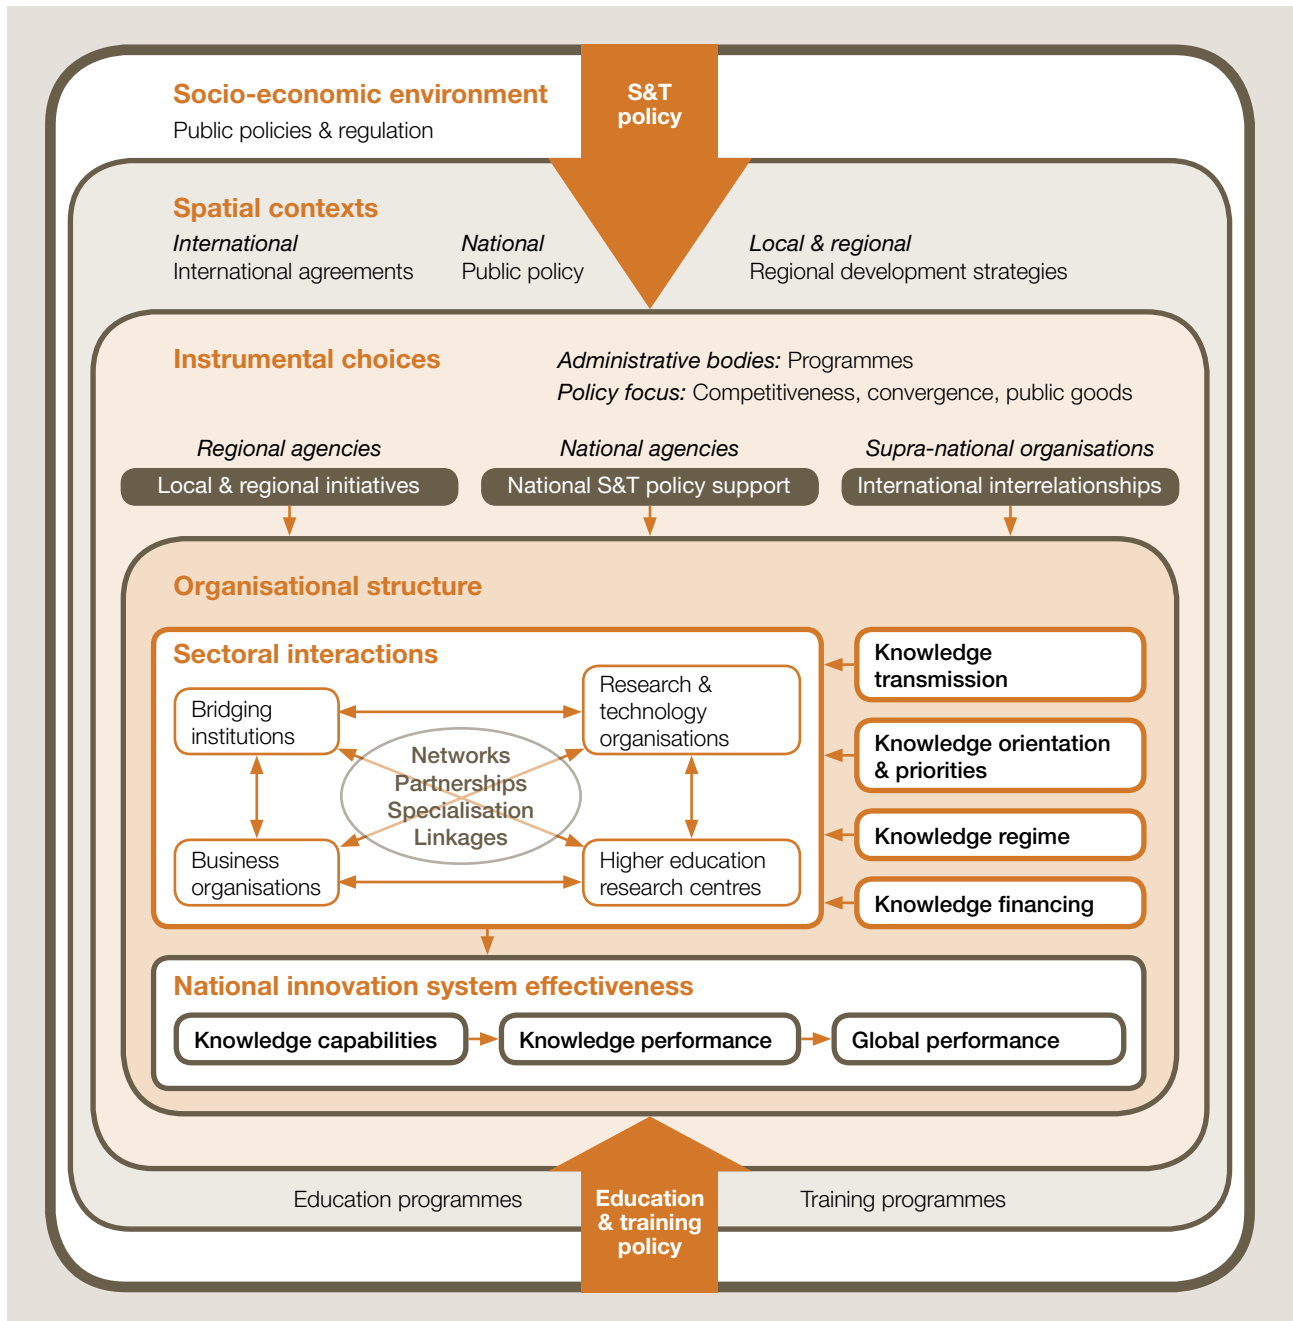 Socio-economic environment
Public policies & regulation
S&T
policy
Spatial contexts
International
International agreements
National
Public policy
Local & regional
Regional development strategies
Instrumental choices
Administrative bodies: Programmes
Policy focus: Competitiveness, convergence, public goods
Regional agencies
Local & regional initiatives
National agencies
National S&T policy support
Supra-national organisations
International interrelationships
Organisational structure
Sectoral interactions
Bridging
institutions
Research &
technology
organisations
Networks
Partnerships
Specialisation
Linkages
Business
organisations
Higher education
research centres
Knowledge
transmission
Knowledge orientation
& priorities
Knowledge regime
Knowledge financing
National innovation system effectiveness
Knowledge capabilities
Knowledge performance
Global performance
Education programmes
Education
& training
policy
Training programmes